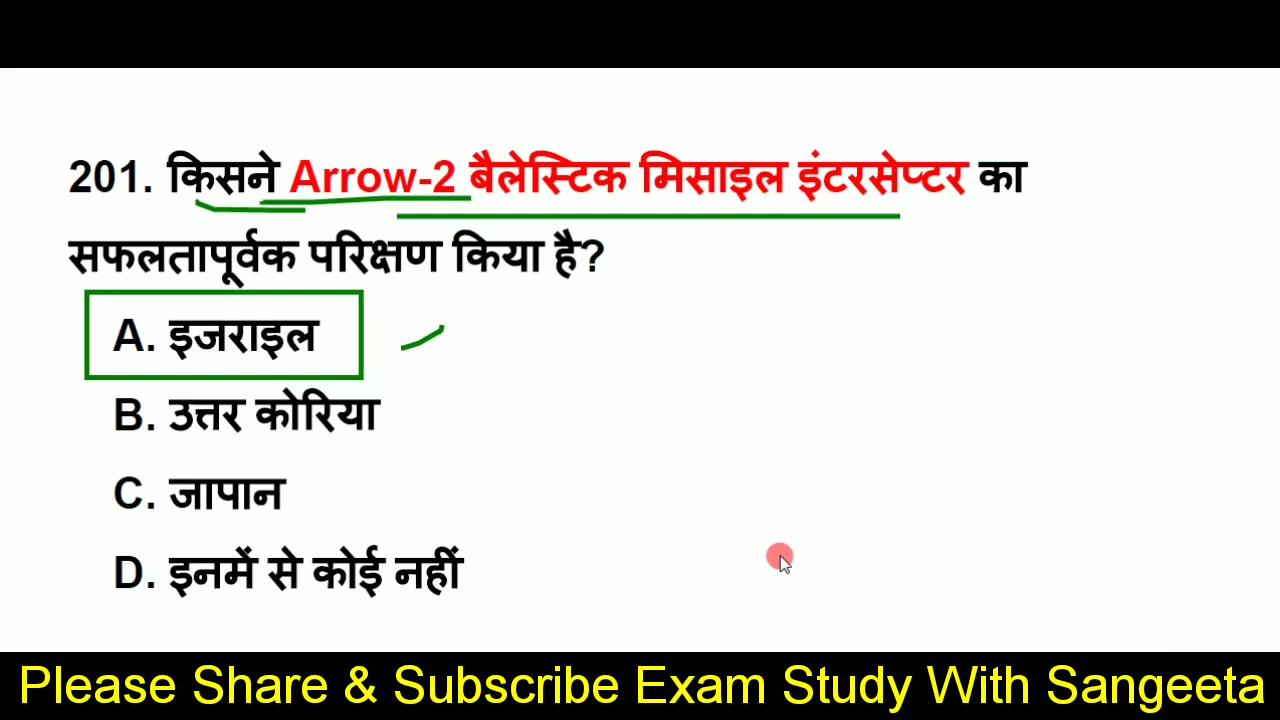 201. किसने Arrow-2 बैलेस्टिक मिसाइल इंटरसेप्टर का
सफलतापूर्वक परिक्षण किया है?
A. इजराइल
B. उत्तर कोरिया
C. जापान
D. इनमें से कोई नहीं
Please Share & Subscribe Exam Study With Sangeeta